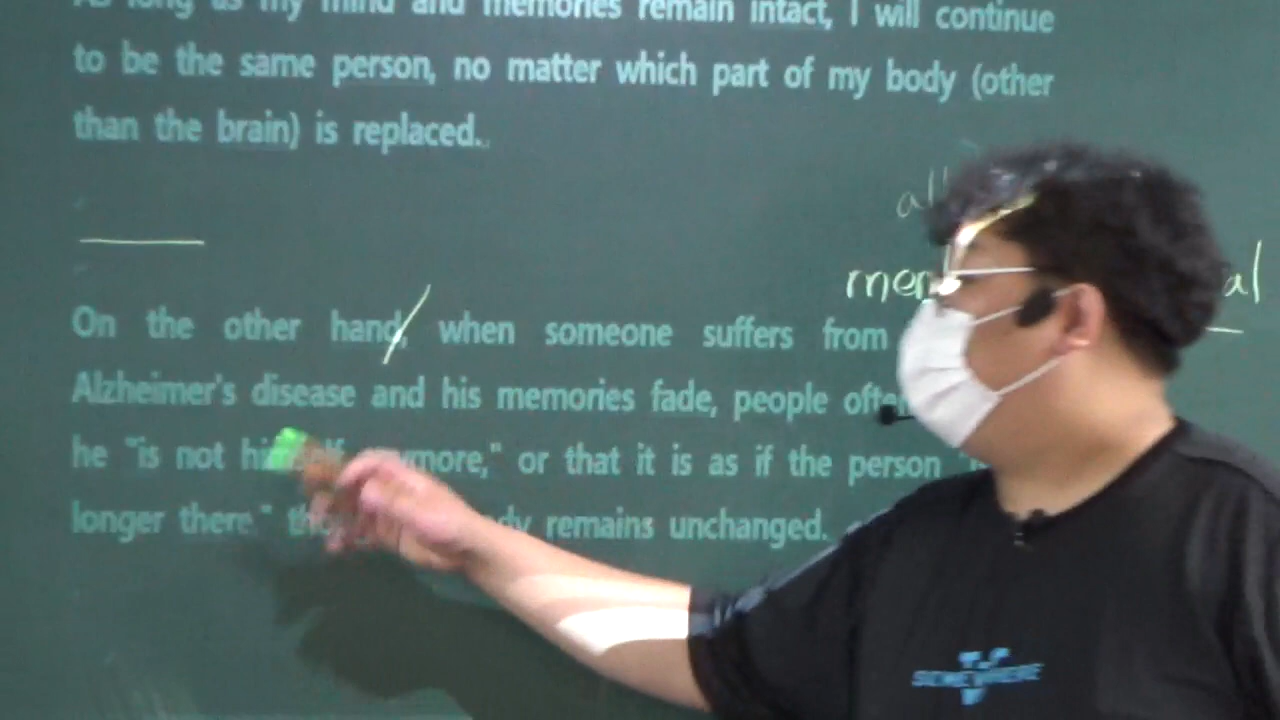 As long as my mind and memories remain intact, I will continue
to be the same person, no matter which part of my body (other
than the brain) is replaced.
On the other hand, when someone suffers from
Alzheimer's disease and his memories fade, people often
he "is not himself anymore," or that it is as if the person
longer there." remains unchanged.